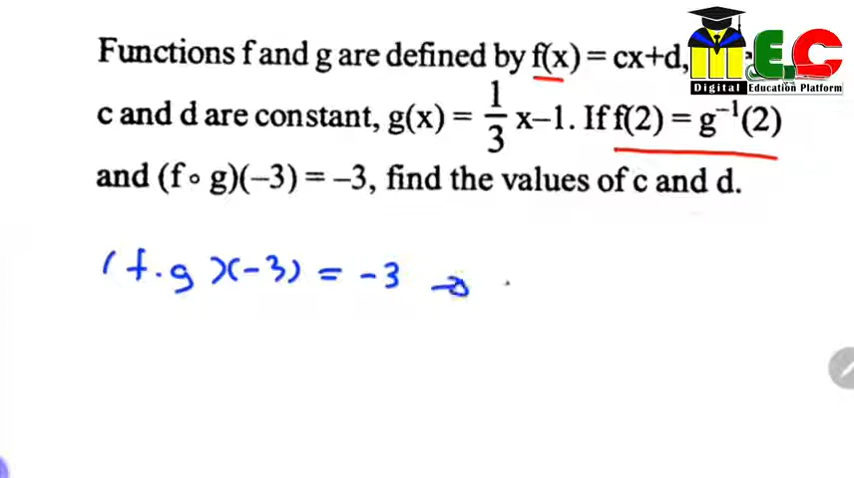 Functions f and g are defined by f(x) = cx+d,
c and d are constant, g(x) = 1/3 x–1. If f(2) = g⁻¹(2)
and (f∘g)(–3) = –3, find the values of c and d.
(f.g)(-3) = -3 →
MEC
Digital Education Platform